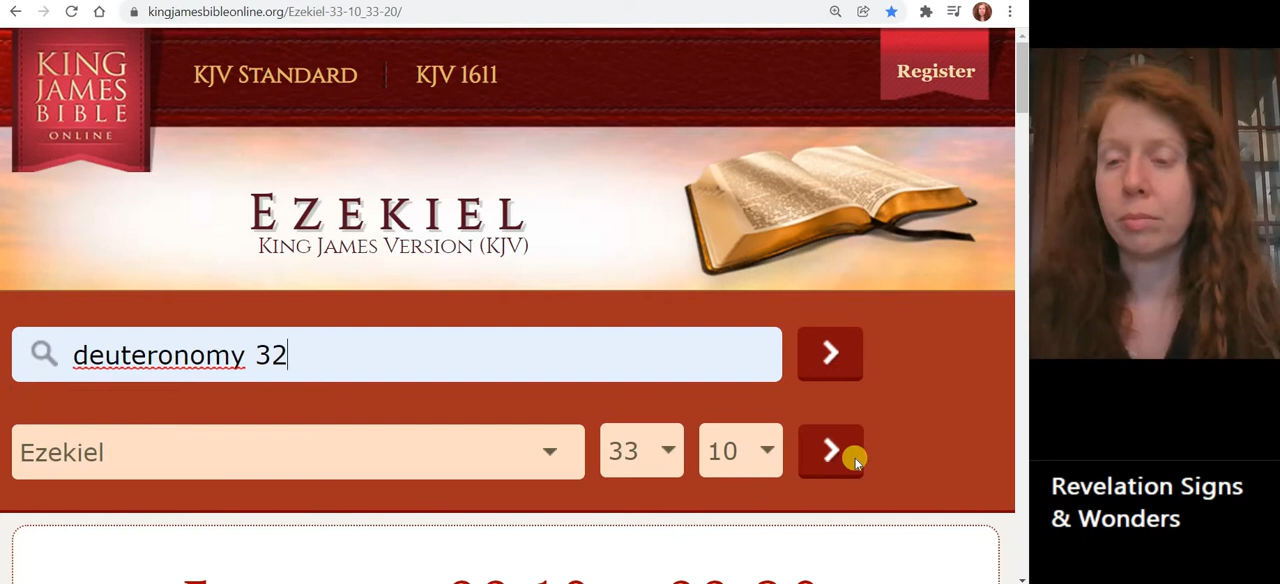 kingjamesbibleonline.org/Ezekiel-33-10_33-20/
KING
JAMES
BIBLE
ONLINE
KJV STANDARD
KJV 1611
Register
EZEKIEL
KING JAMES VERSION (KJV)
deuteronomy 32
Ezekiel
33
10
Revelation Signs
& Wonders